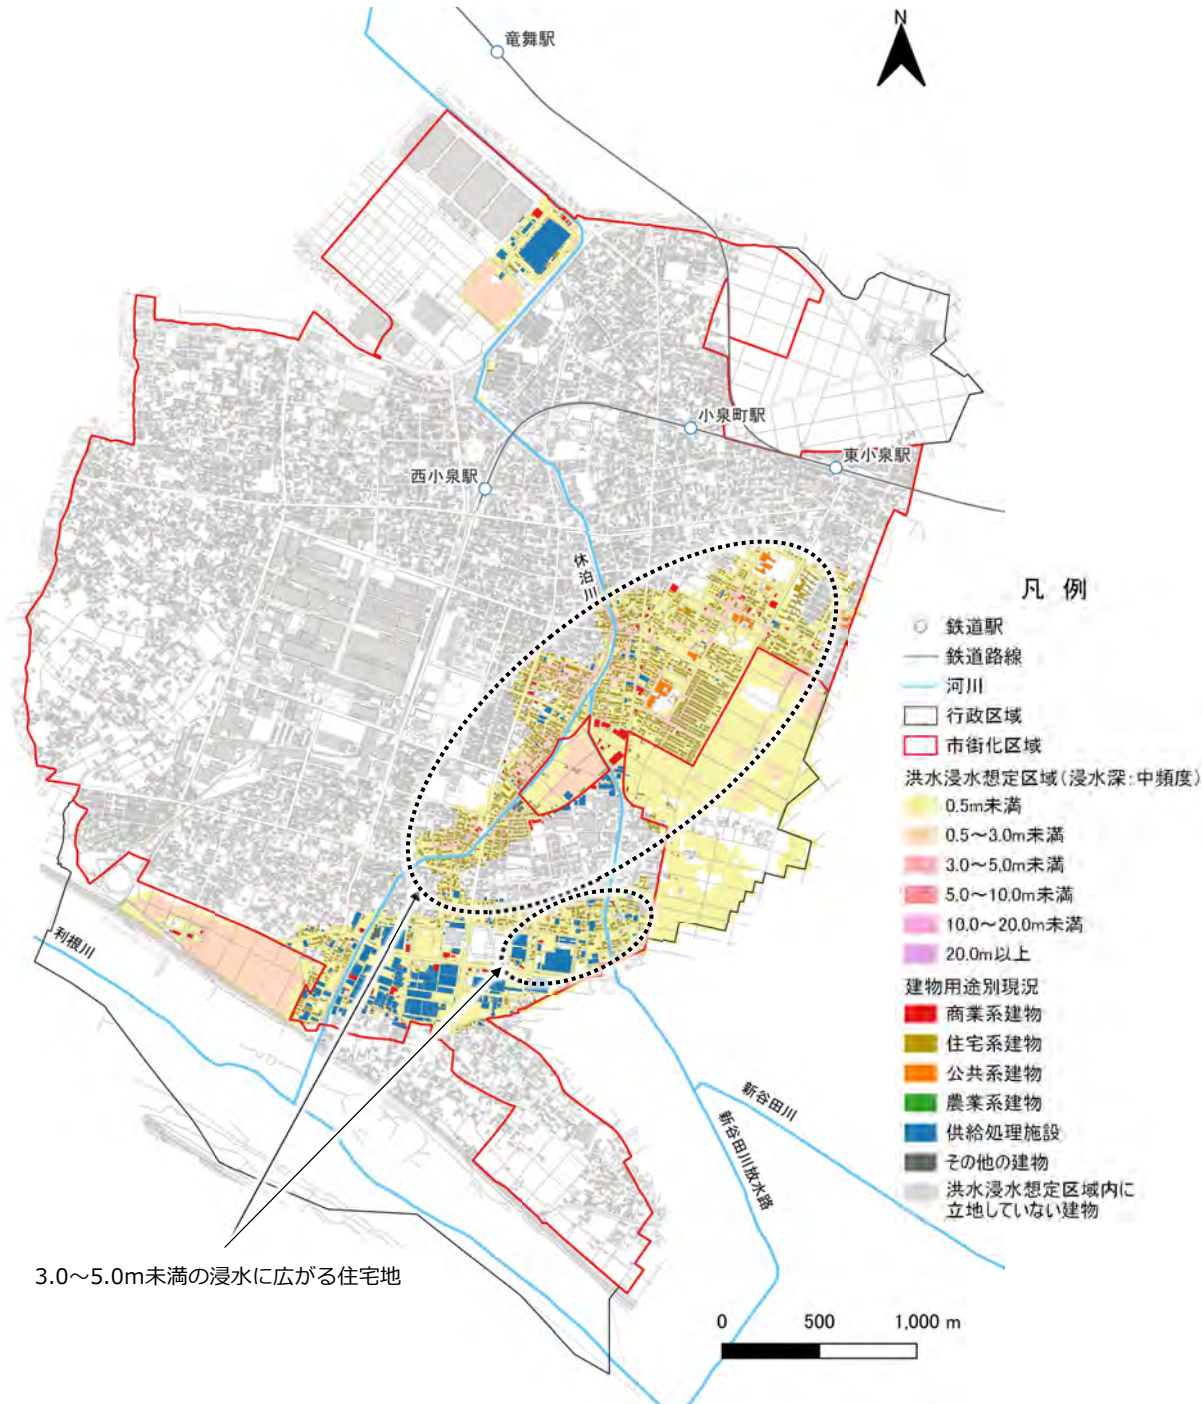 N
竜舞駅
小泉町駅
東小泉駅
西小泉駅
休泊川
利根川
新谷田川
新谷田川放水路
凡 例
鉄道駅
鉄道路線
河川
行政区域
市街化区域
洪水浸水想定区域(浸水深:中頻度)
0.5m未満
0.5～3.0m未満
3.0～5.0m未満
5.0～10.0m未満
10.0～20.0m未満
20.0m以上
建物用途別現況
商業系建物
住宅系建物
公共系建物
農業系建物
供給処理施設
その他の建物
洪水浸水想定区域内に
立地していない建物
3.0～5.0m未満の浸水に広がる住宅地
0 500 1,000 m